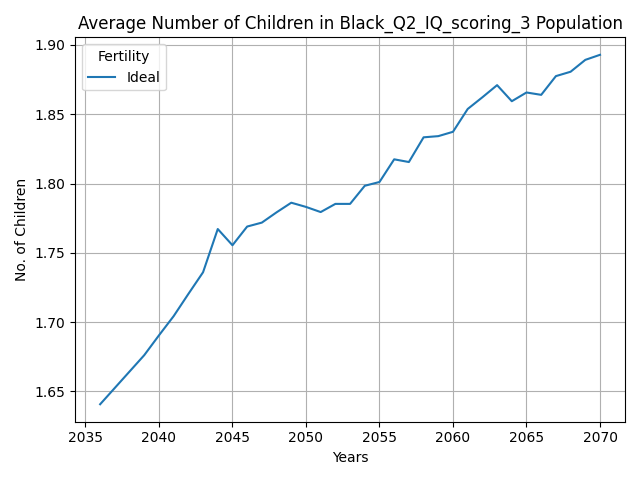 Average Number of Children in Black_Q2_IQ_scoring_3 Population
Fertility
Ideal
No. of Children
1.90
1.85
1.80
1.75
1.70
1.65
2035 2040 2045 2050 2055 2060 2065 2070
Years